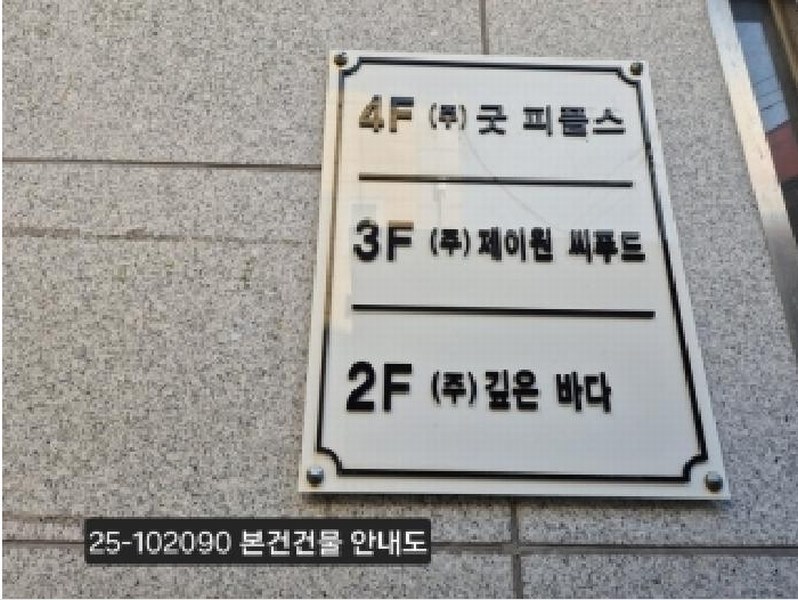 4F (주) 굿 피플스
3F (주) 제이원 씨푸드
2F (주) 깊은 바다
25-102090 본건건물 안내도